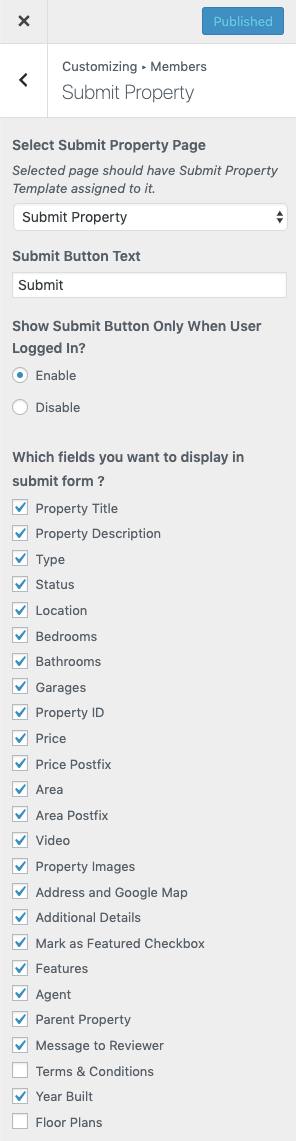 Published
Customizing ▸ Members
Submit Property
Select Submit Property Page
Selected page should have Submit Property
Template assigned to it.
Submit Property
Submit Button Text
Submit
Show Submit Button Only When User
Logged In?
Enable
Disable
Which fields you want to display in
submit form ?
Property Title
Property Description
Type
Status
Location
Bedrooms
Bathrooms
Garages
Property ID
Price
Price Postfix
Area
Area Postfix
Video
Property Images
Address and Google Map
Additional Details
Mark as Featured Checkbox
Features
Agent
Parent Property
Message to Reviewer
Terms & Conditions
Year Built
Floor Plans